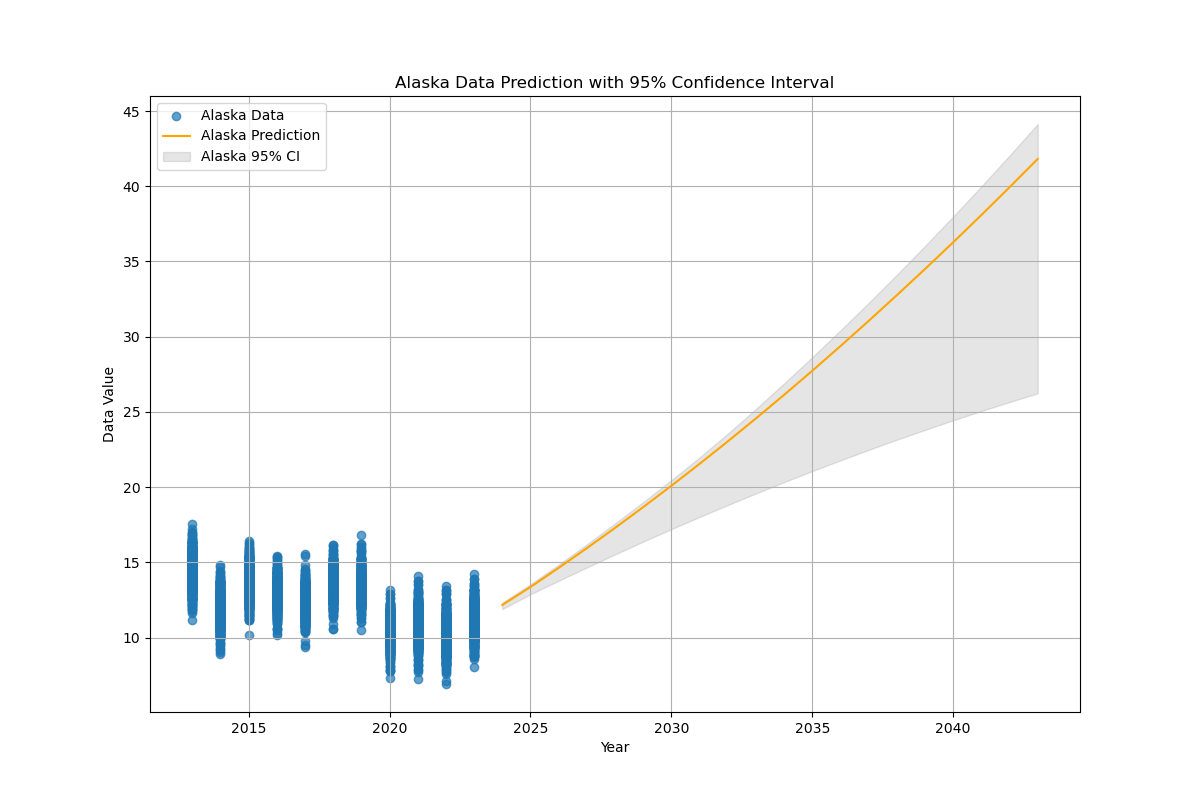 Alaska Data Prediction with 95% Confidence Interval
Alaska Data
Alaska Prediction
Alaska 95% CI
45
40
35
30
25
20
15
10
Data Value
2015 2020 2025 2030 2035 2040
Year